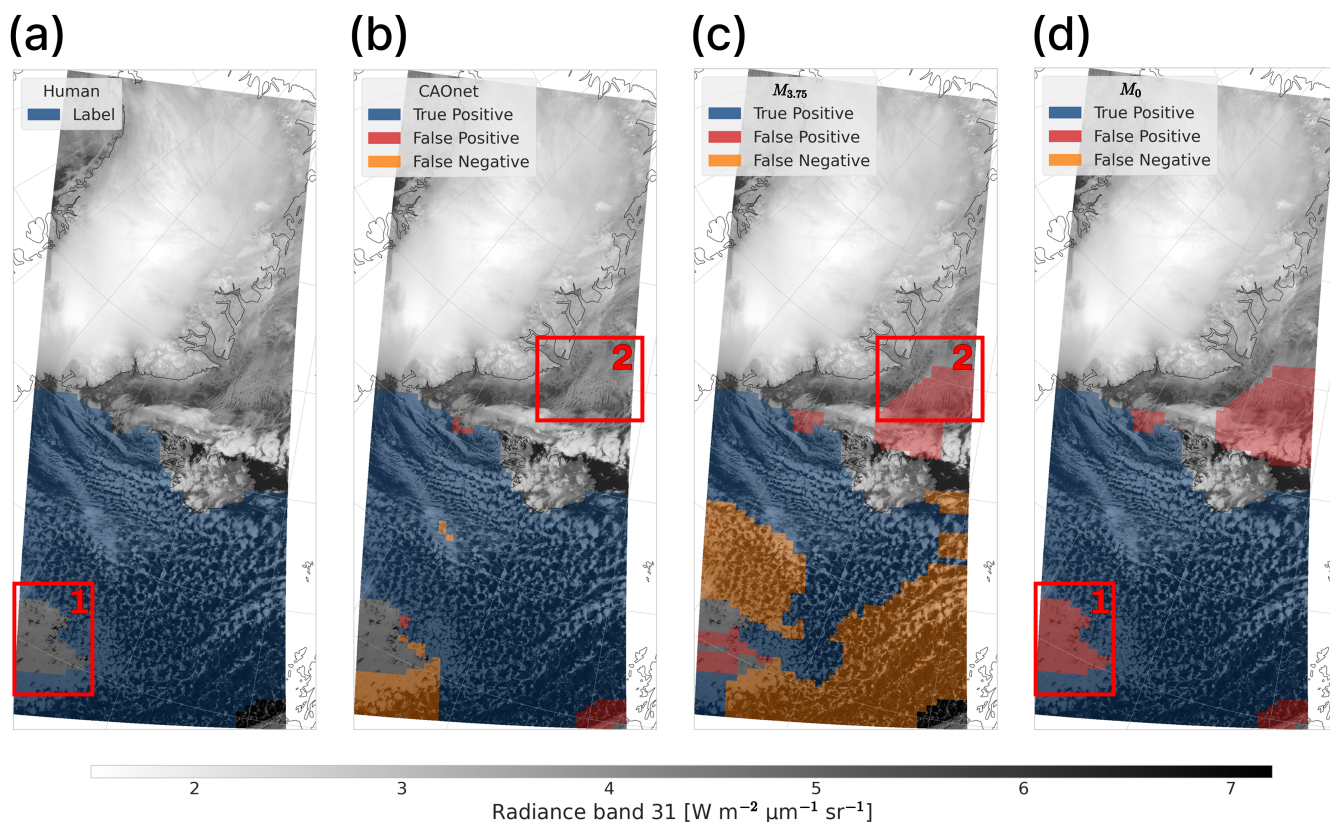 (a)
(b)
(c)
(d)
Human
Label
CAOnet
True Positive
False Positive
False Negative
M3.75
True Positive
False Positive
False Negative
M0
True Positive
False Positive
False Negative
2
2
1
1
2 3 4 5 6 7
Radiance band 31 [W m⁻² μm⁻¹ sr⁻¹]